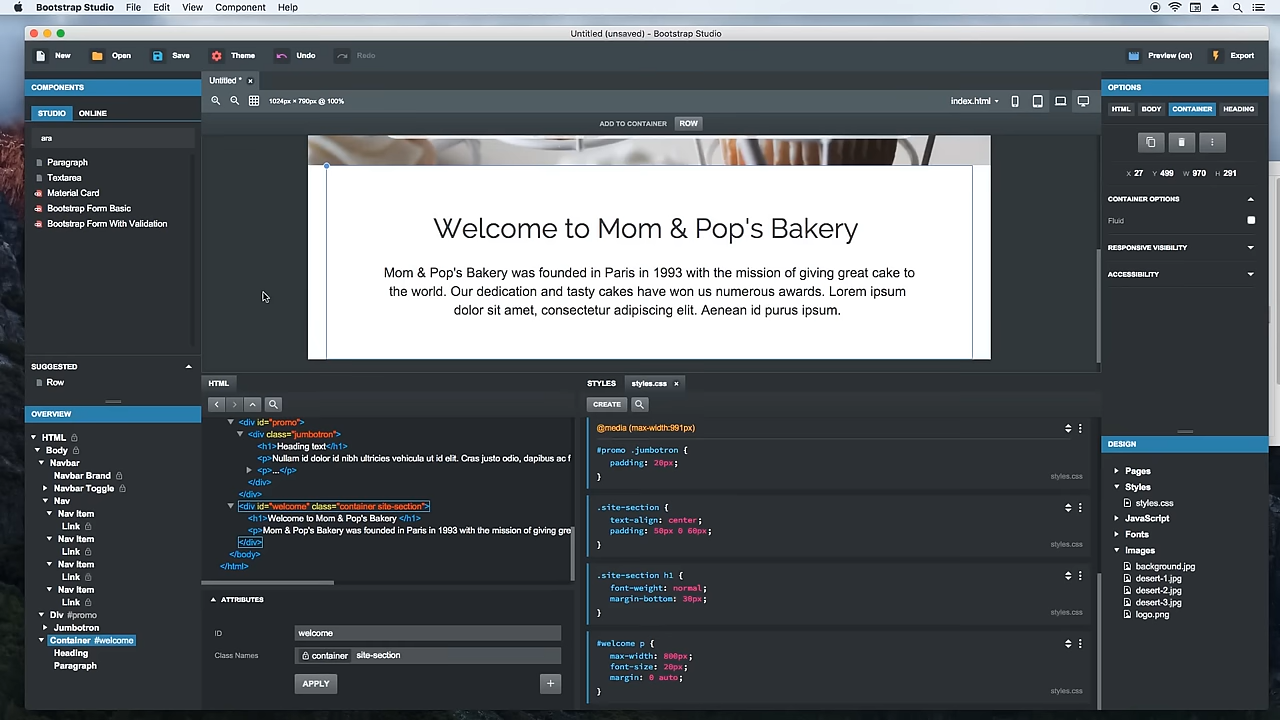 Bootstrap Studio File Edit View Component Help
Untitled (unsaved) - Bootstrap Studio
New Open Save Theme Undo Redo Preview (on) Export
COMPONENTS
STUDIO ONLINE
ara
Paragraph
Textarea
Material Card
Bootstrap Form Basic
Bootstrap Form With Validation
SUGGESTED
Row
OVERVIEW
HTML
Body
Navbar
Navbar Brand
Navbar Toggle
Nav
Nav Item
Link
Nav Item
Link
Nav Item
Link
Nav Item
Link
Div #promo
Jumbotron
Container #welcome
Heading
Paragraph
Untitled * ×
1024px × 790px @ 100% index.html
ADD TO CONTAINER ROW
Welcome to Mom & Pop's Bakery
Mom & Pop's Bakery was founded in Paris in 1993 with the mission of giving great cake to
the world. Our dedication and tasty cakes have won us numerous awards. Lorem ipsum
dolor sit amet, consectetur adipiscing elit. Aenean id purus ipsum.
HTML
<div id="promo">
<div class="jumbotron">
<h1>Heading text</h1>
<p>Nullam id dolor id nibh ultricies vehicula ut id elit. Cras justo odio, dapibus ac f
<p>...</p>
</div>
</div>
<div id="welcome" class="container site-section">
<h1>Welcome to Mom & Pop's Bakery </h1>
<p>Mom & Pop's Bakery was founded in Paris in 1993 with the mission of giving gre
</div>
</body>
</html>
ATTRIBUTES
ID welcome
Class Names container site-section
APPLY +
STYLES styles.css ×
CREATE
@media (max-width:991px)
#promo .jumbotron {
padding: 20px;
}
styles.css
.site-section {
text-align: center;
padding: 50px 0 60px;
}
styles.css
.site-section h1 {
font-weight: normal;
margin-bottom: 30px;
}
styles.css
#welcome p {
max-width: 800px;
font-size: 20px;
margin: 0 auto;
}
styles.css
OPTIONS
HTML BODY CONTAINER HEADING
X 27 Y 499 W 970 H 291
CONTAINER OPTIONS
Fluid
RESPONSIVE VISIBILITY
ACCESSIBILITY
DESIGN
Pages
Styles
styles.css
JavaScript
Fonts
Images
background.jpg
desert-1.jpg
desert-2.jpg
desert-3.jpg
logo.png